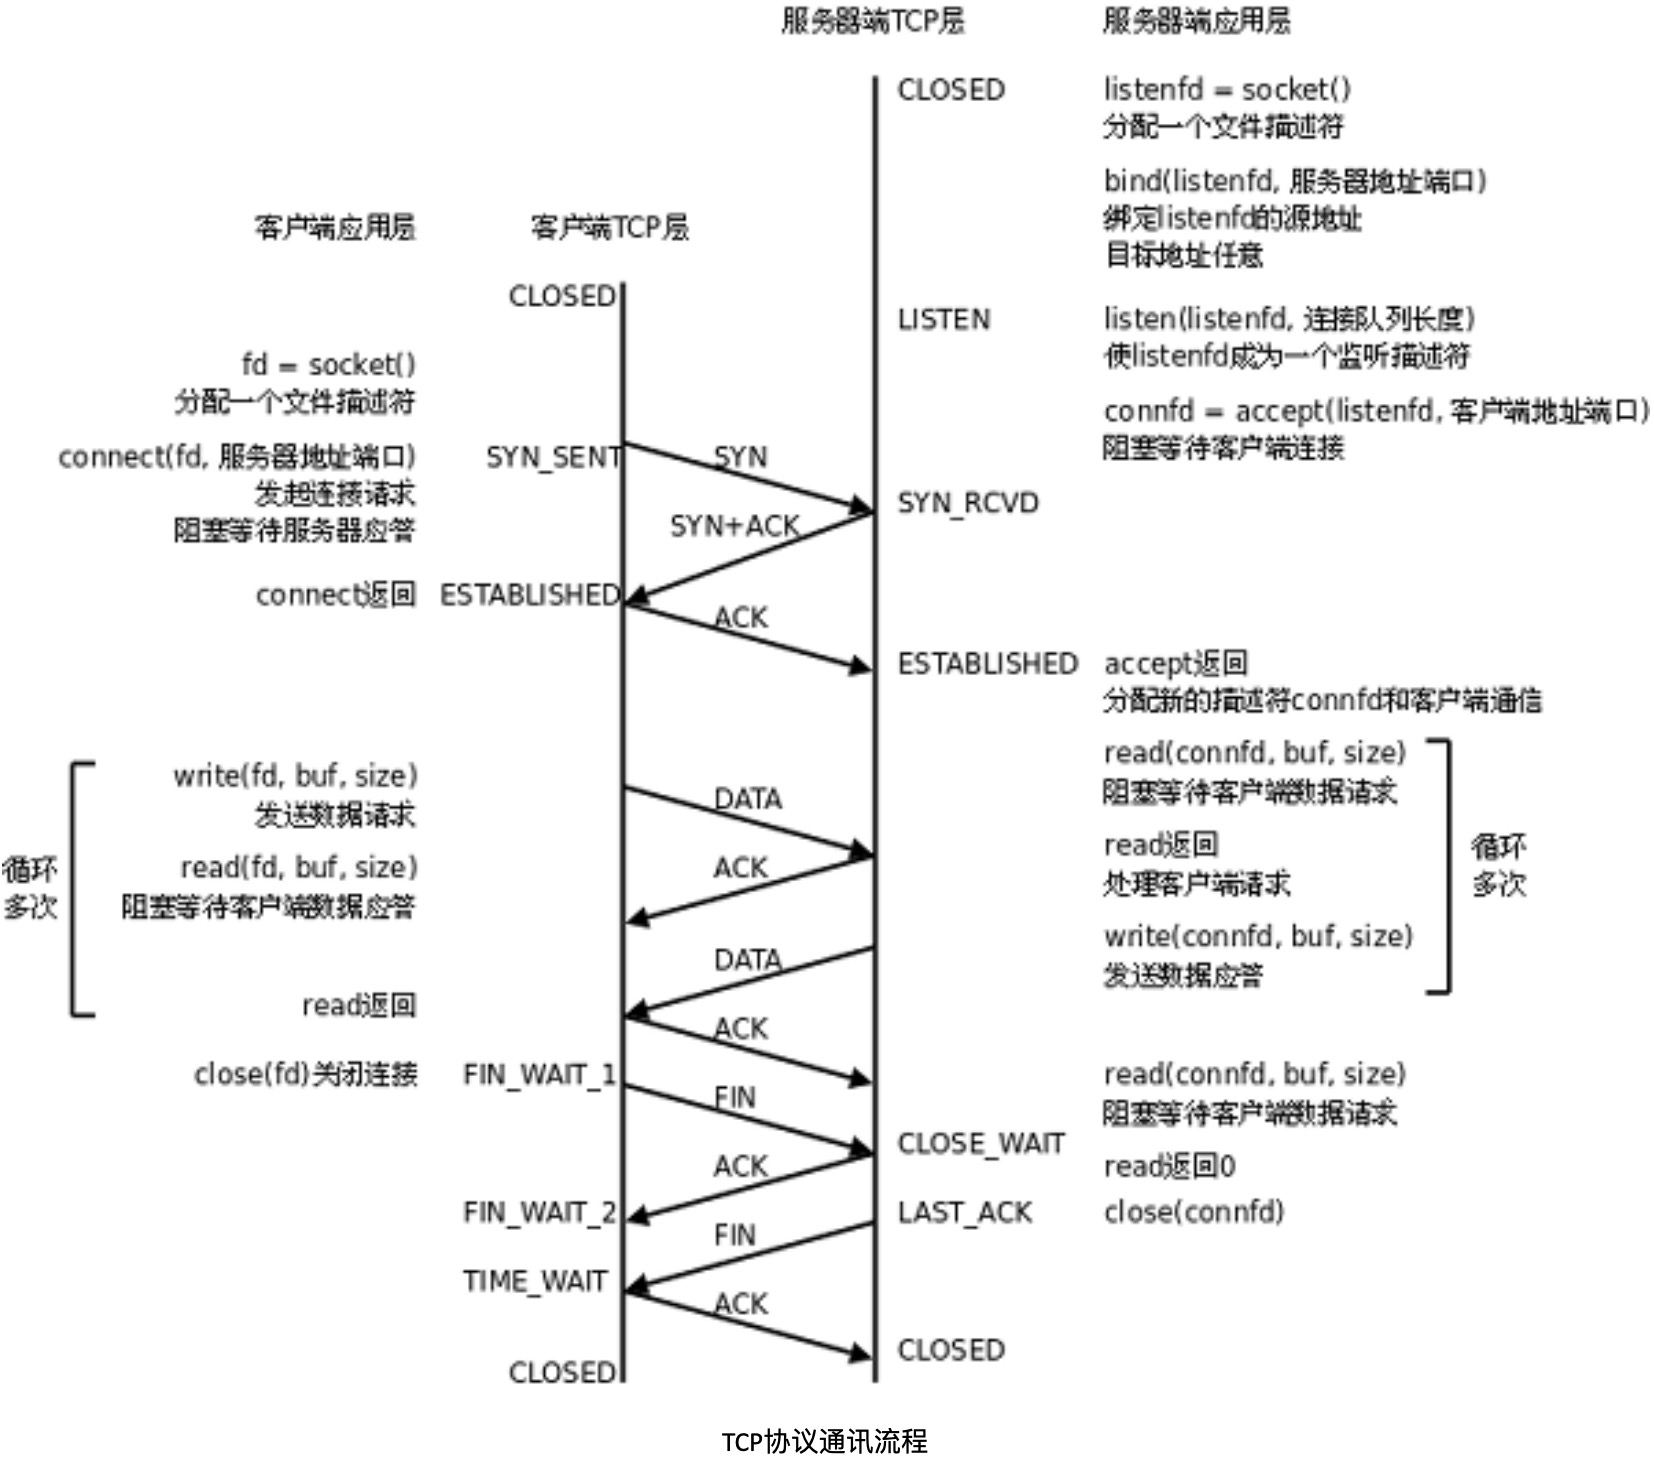 服务器端TCP层
服务器端应用层
CLOSED
listenfd = socket()
分配一个文件描述符
bind(listenfd, 服务器地址端口)
绑定listenfd的源地址
目标地址任意
客户端应用层
客户端TCP层
CLOSED
LISTEN
listen(listenfd, 连接队列长度)
使listenfd成为一个监听描述符
fd = socket()
分配一个文件描述符
connfd = accept(listenfd, 客户端地址端口)
阻塞等待客户端连接
connect(fd, 服务器地址端口)
发起连接请求
阻塞等待服务器应答
SYN_SENT
SYN
SYN_RCVD
SYN+ACK
connect返回
ESTABLISHED
ACK
ESTABLISHED
accept返回
分配新的描述符connfd和客户端通信
循环
多次
write(fd, buf, size)
发送数据请求
DATA
read(connfd, buf, size)
阻塞等待客户端数据请求
read(fd, buf, size)
阻塞等待客户端数据应答
ACK
read返回
处理客户端请求
循环
多次
DATA
write(connfd, buf, size)
发送数据应答
read返回
ACK
close(fd)关闭连接
FIN_WAIT_1
FIN
read(connfd, buf, size)
阻塞等待客户端数据请求
CLOSE_WAIT
read返回0
ACK
FIN_WAIT_2
LAST_ACK
close(connfd)
FIN
TIME_WAIT
ACK
CLOSED
CLOSED
TCP协议通讯流程